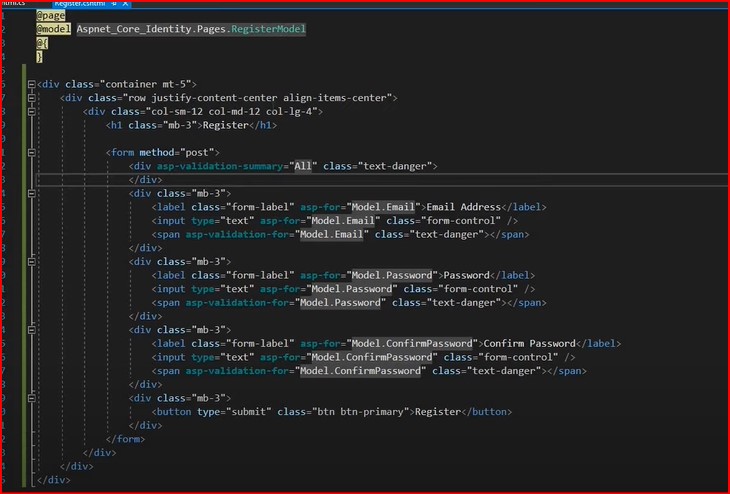 Register.cshtml
@page
@model Aspnet_Core_Identity.Pages.RegisterModel
@{
}
<div class="container mt-5">
<div class="row justify-content-center align-items-center">
<div class="col-sm-12 col-md-12 col-lg-4">
<h1 class="mb-3">Register</h1>
<form method="post">
<div asp-validation-summary="All" class="text-danger">
</div>
<div class="mb-3">
<label class="form-label" asp-for="Model.Email">Email Address</label>
<input type="text" asp-for="Model.Email" class="form-control" />
<span asp-validation-for="Model.Email" class="text-danger"></span>
</div>
<div class="mb-3">
<label class="form-label" asp-for="Model.Password">Password</label>
<input type="text" asp-for="Model.Password" class="form-control" />
<span asp-validation-for="Model.Password" class="text-danger"></span>
</div>
<div class="mb-3">
<label class="form-label" asp-for="Model.ConfirmPassword">Confirm Password</label>
<input type="text" asp-for="Model.ConfirmPassword" class="form-control" />
<span asp-validation-for="Model.ConfirmPassword" class="text-danger"></span>
</div>
<div class="mb-3">
<button type="submit" class="btn btn-primary">Register</button>
</div>
</form>
</div>
</div>
</div>